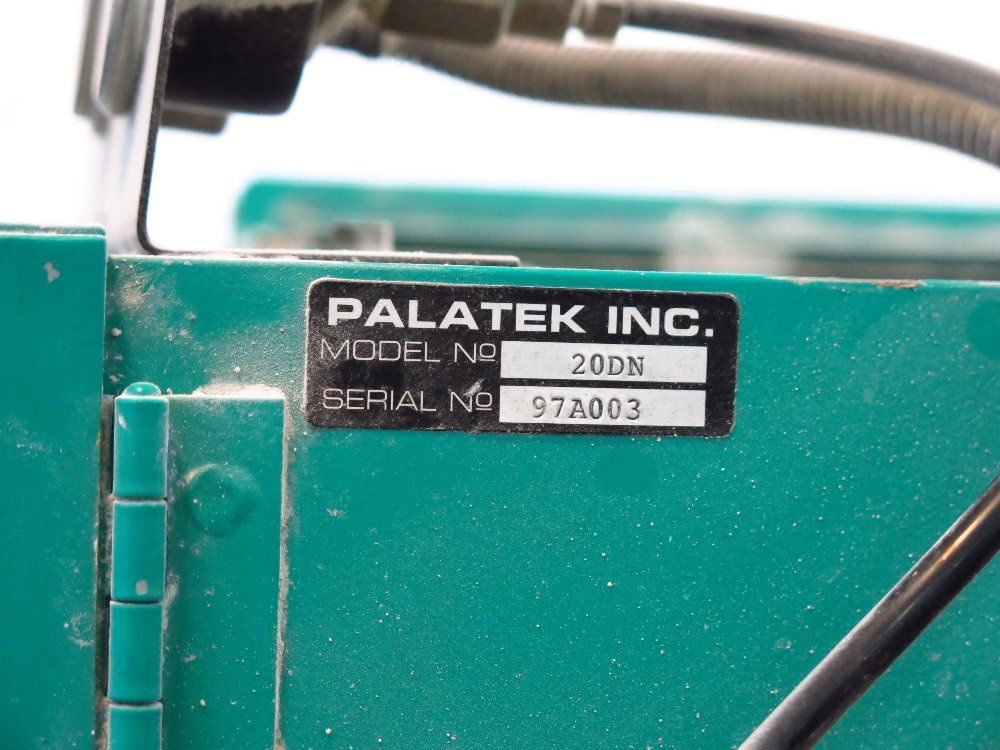 PALATEK INC.
MODEL Nº 20DN
SERIAL Nº 97A003